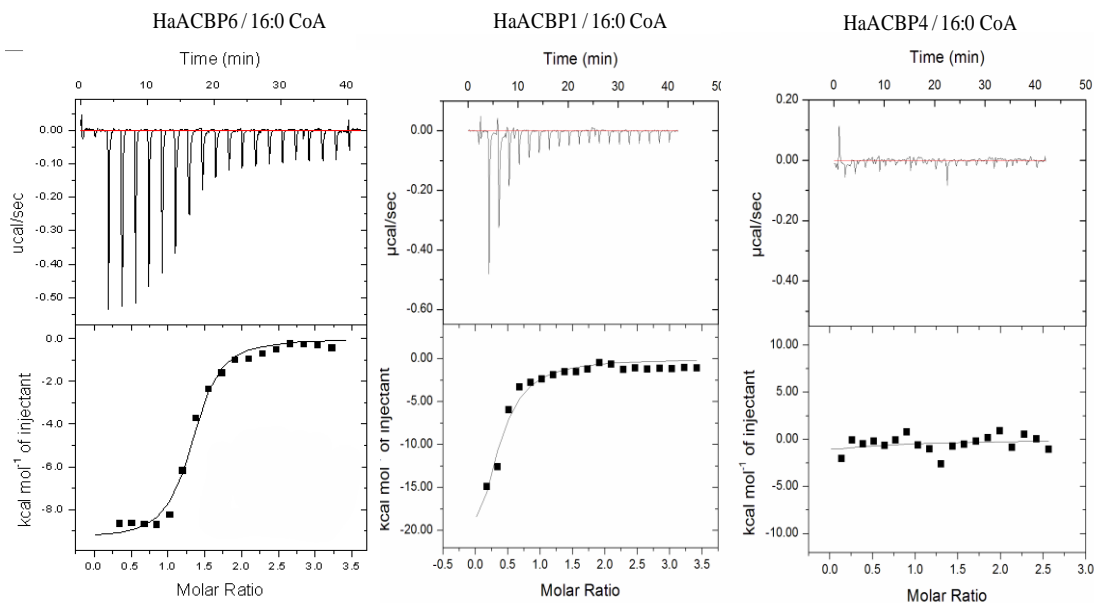 HaACBP6 / 16:0 CoA
Time (min)
0 10 20 30 40
0.00
-0.10
-0.20
-0.30
-0.40
-0.50
ucal/sec
0.0
-2.0
-4.0
-6.0
-8.0
kcal mol⁻¹ of injectant
0.0 0.5 1.0 1.5 2.0 2.5 3.0 3.5
Molar Ratio
HaACBP1 / 16:0 CoA
Time (min)
0 10 20 30 40 50
0.00
-0.20
-0.40
-0.60
µcal/sec
0.00
-5.00
-10.00
-15.00
-20.00
kcal mol⁻¹ of injectant
-0.5 0.0 0.5 1.0 1.5 2.0 2.5 3.0 3.5
Molar Ratio
HaACBP4 / 16:0 CoA
Time (min)
0 10 20 30 40 50
0.20
0.00
-0.20
-0.40
µcal/sec
10.00
5.00
0.00
-5.00
-10.00
kcal mol⁻¹ of injectant
0.0 0.5 1.0 1.5 2.0 2.5 3.0
Molar Ratio